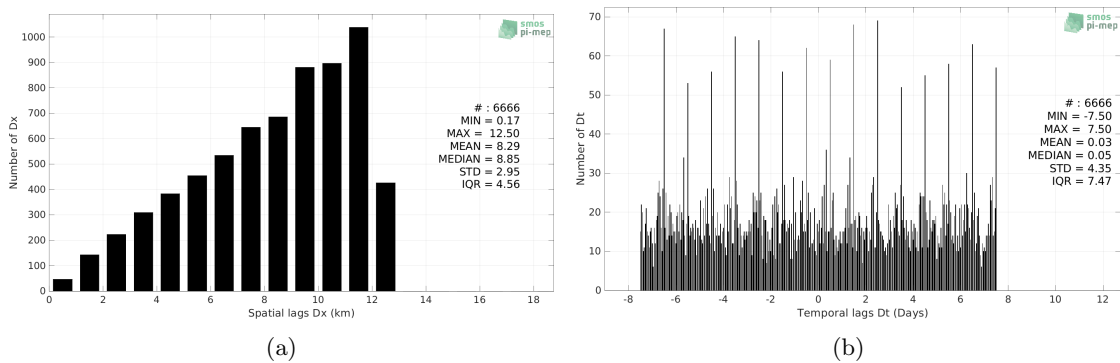 1000
900
800
700
600
500
400
300
200
100
0
0 2 4 6 8 10 12 14 16 18
Number of Dx
Spatial lags Dx (km)
smos
pi-mep
# : 6666
MIN = 0.17
MAX = 12.50
MEAN = 8.29
MEDIAN = 8.85
STD = 2.95
IQR = 4.56
(a)
70
60
50
40
30
20
10
0
-8 -6 -4 -2 0 2 4 6 8 10 12
Number of Dt
Temporal lags Dt (Days)
smos
pi-mep
# : 6666
MIN = -7.50
MAX = 7.50
MEAN = 0.03
MEDIAN = 0.05
STD = 4.35
IQR = 7.47
(b)